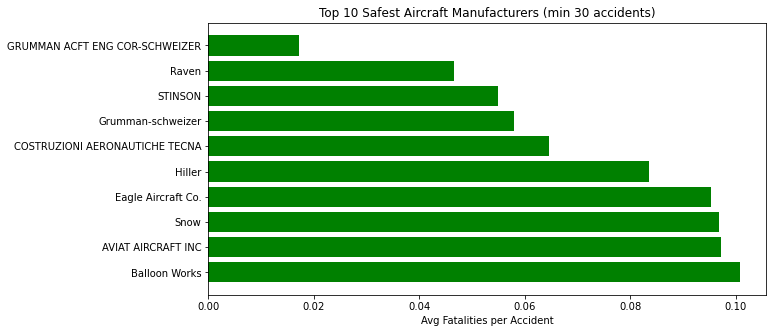 Top 10 Safest Aircraft Manufacturers (min 30 accidents)
GRUMMAN ACFT ENG COR-SCHWEIZER
Raven
STINSON
Grumman-schweizer
COSTRUZIONI AERONAUTICHE TECNA
Hiller
Eagle Aircraft Co.
Snow
AVIAT AIRCRAFT INC
Balloon Works
0.00 0.02 0.04 0.06 0.08 0.10
Avg Fatalities per Accident